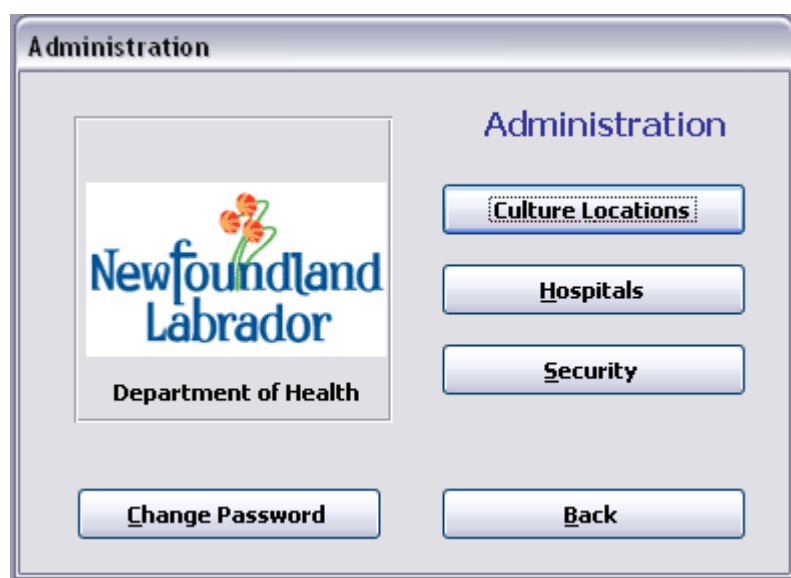 Administration
Administration
Newfoundland
Labrador
Department of Health
Culture Locations
Hospitals
Security
Change Password
Back